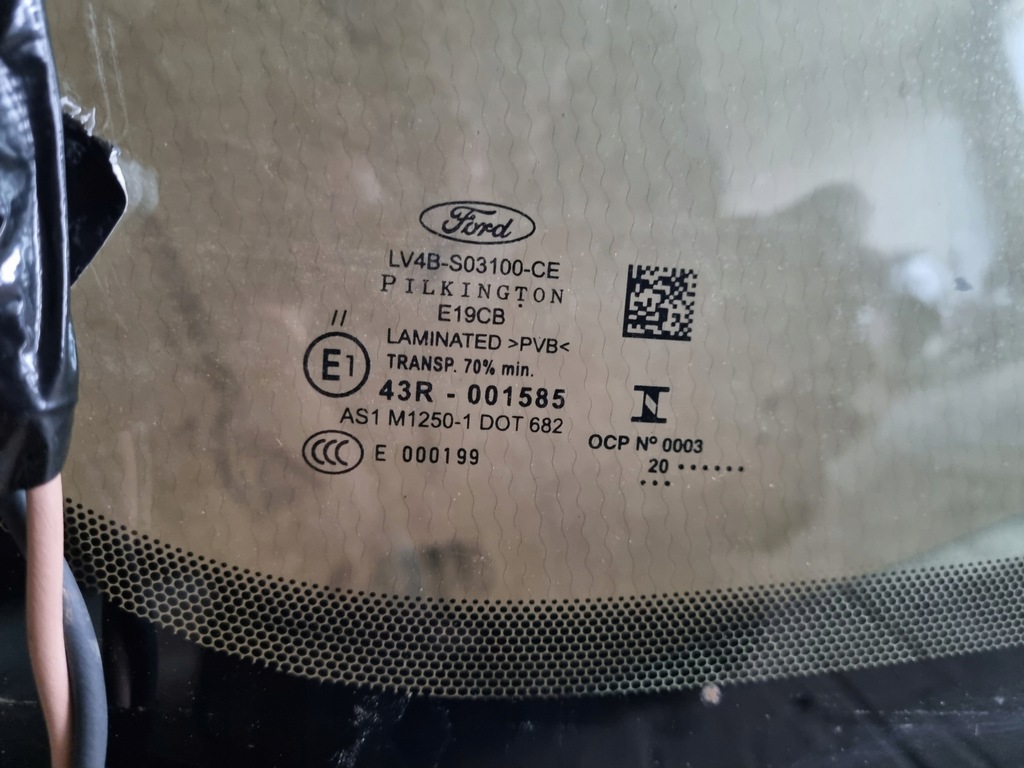 Ford
LV4B-S03100-CE
PILKINGTON
E19CB
//
LAMINATED >PVB<
E1
TRANSP. 70% min.
43R - 001585
AS1 M1250-1 DOT 682
CCC E 000199
OCP Nº 0003
20 ••••••
•••